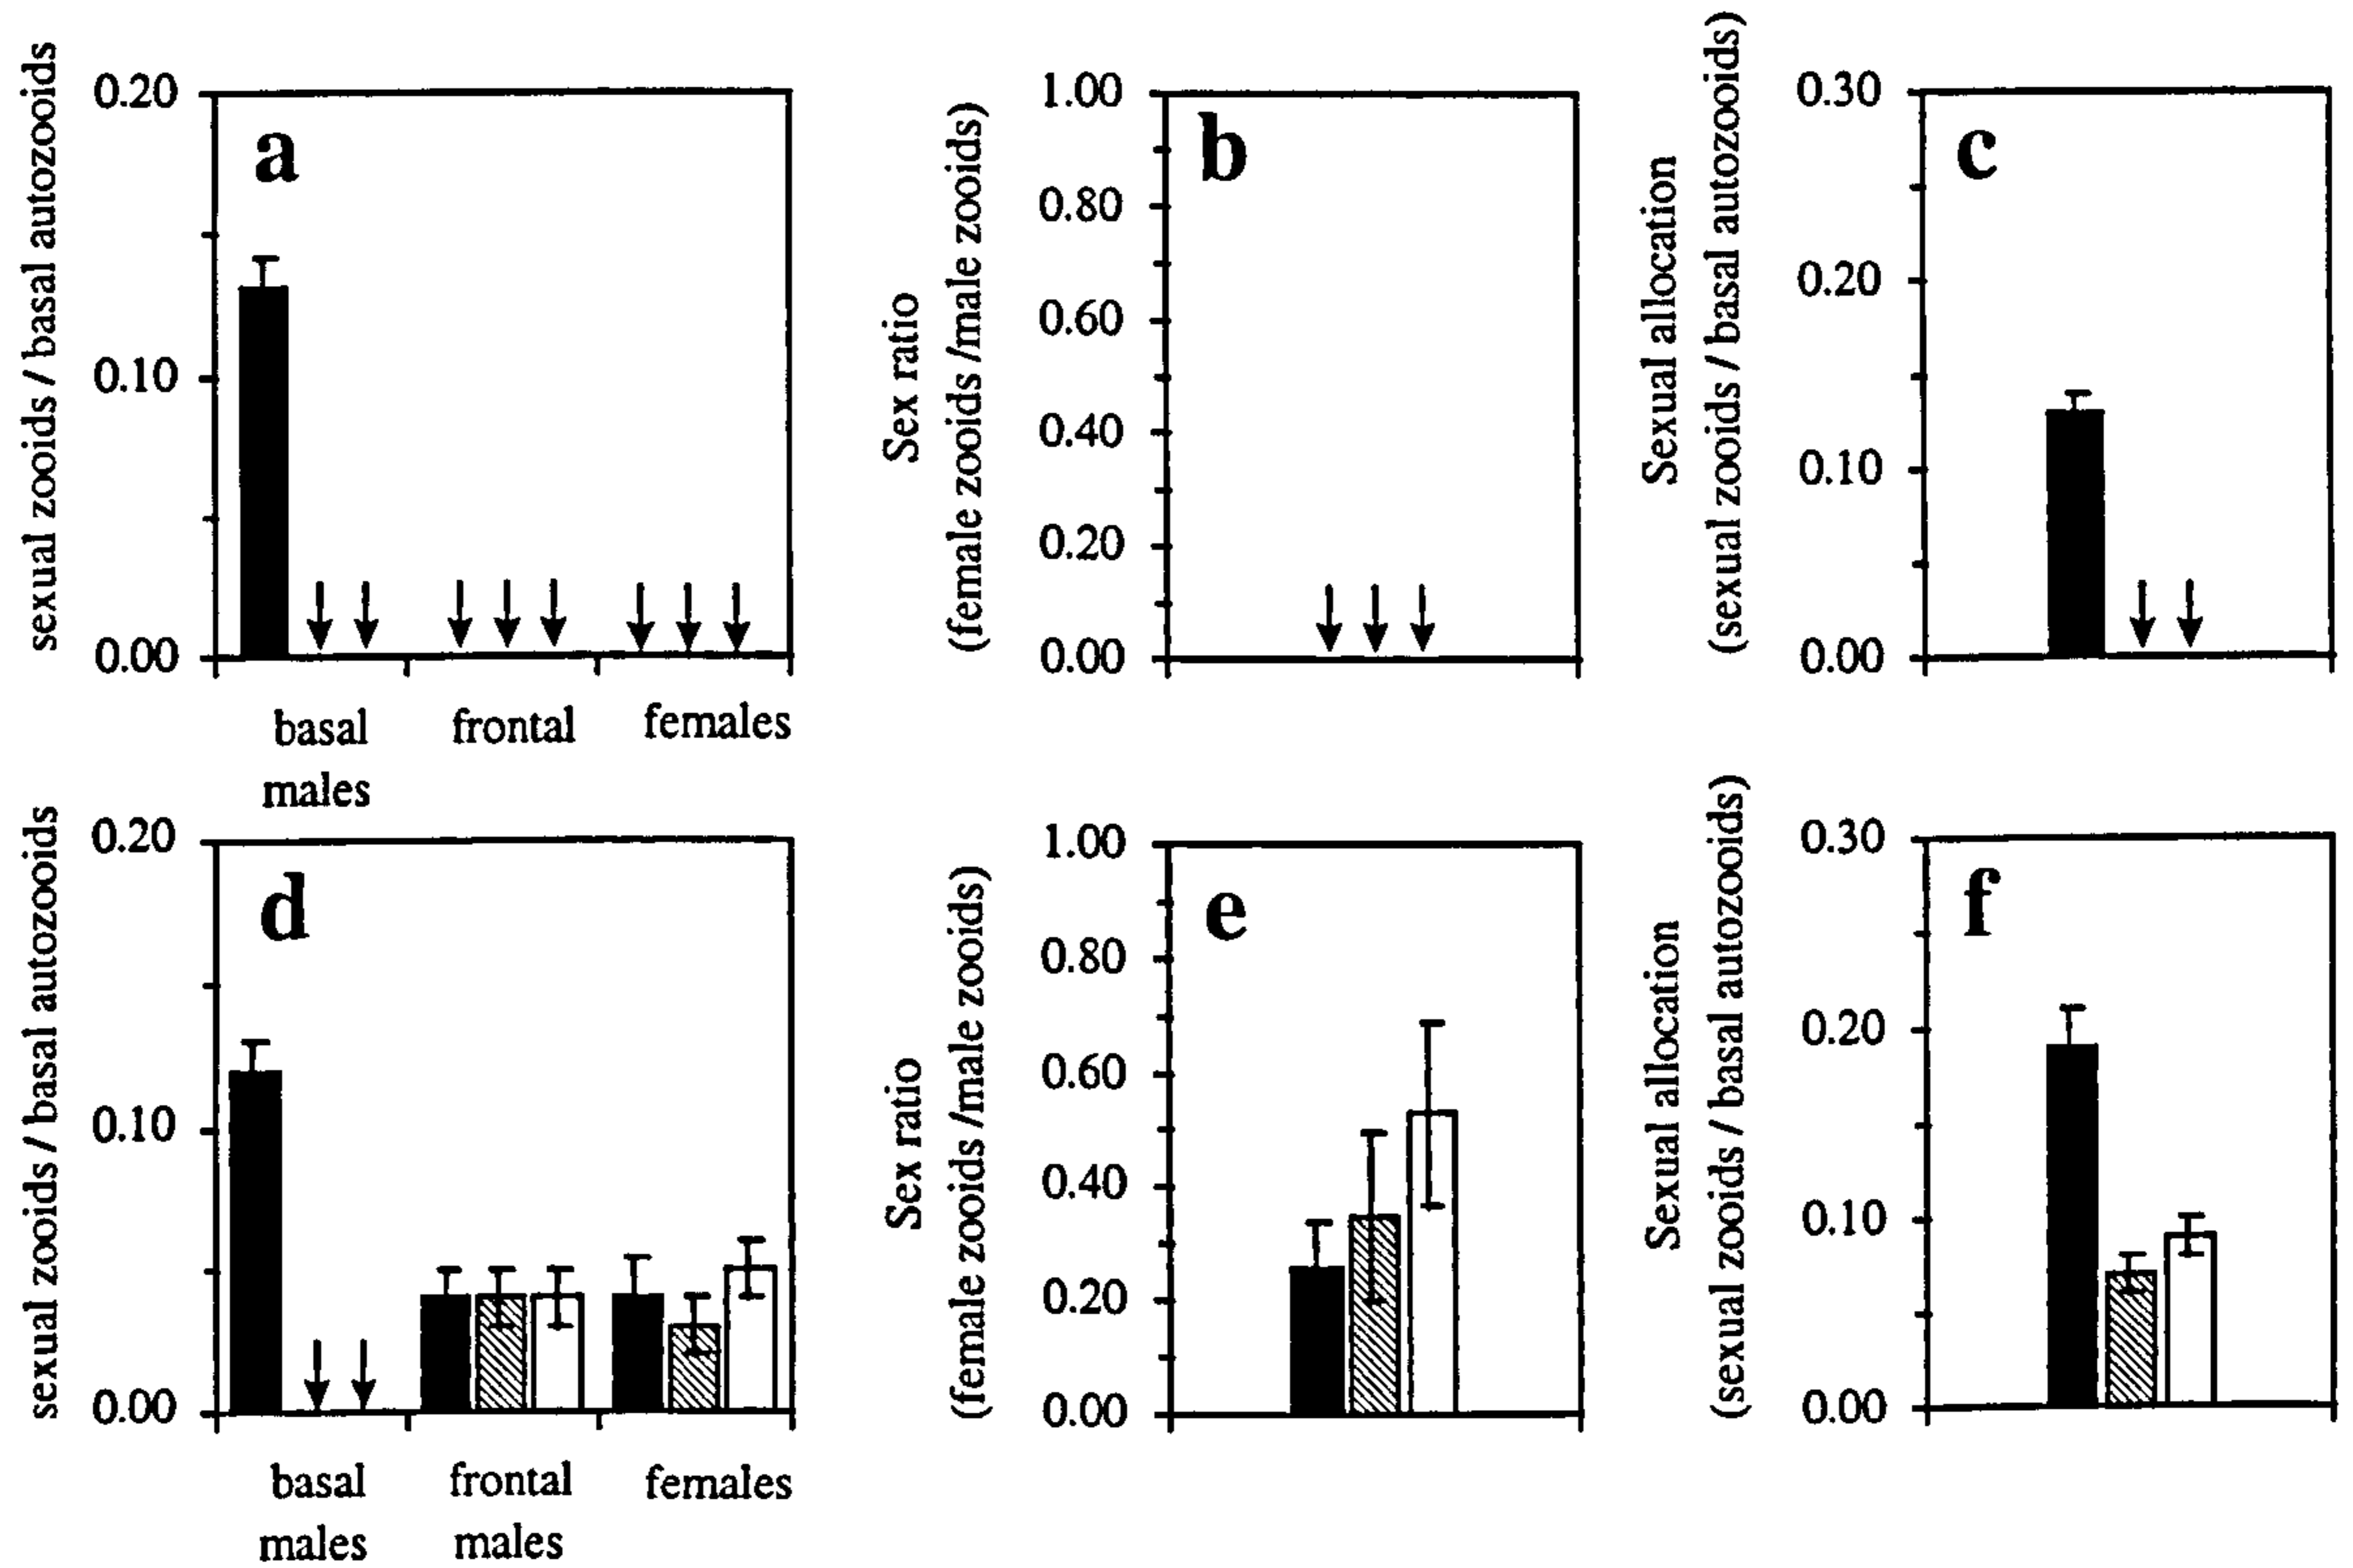 sexual zooids / basal autozooids
0.20
0.10
0.00
a
basal
males
frontal
females
Sex ratio
(female zooids /male zooids)
1.00
0.80
0.60
0.40
0.20
0.00
b
Sexual allocation
(sexual zooids / basal autozooids)
0.30
0.20
0.10
0.00
c
sexual zooids / basal autozooids
0.20
0.10
0.00
d
basal
males
frontal
males
females
Sex ratio
(female zooids /male zooids)
1.00
0.80
0.60
0.40
0.20
0.00
e
Sexual allocation
(sexual zooids / basal autozooids)
0.30
0.20
0.10
0.00
f